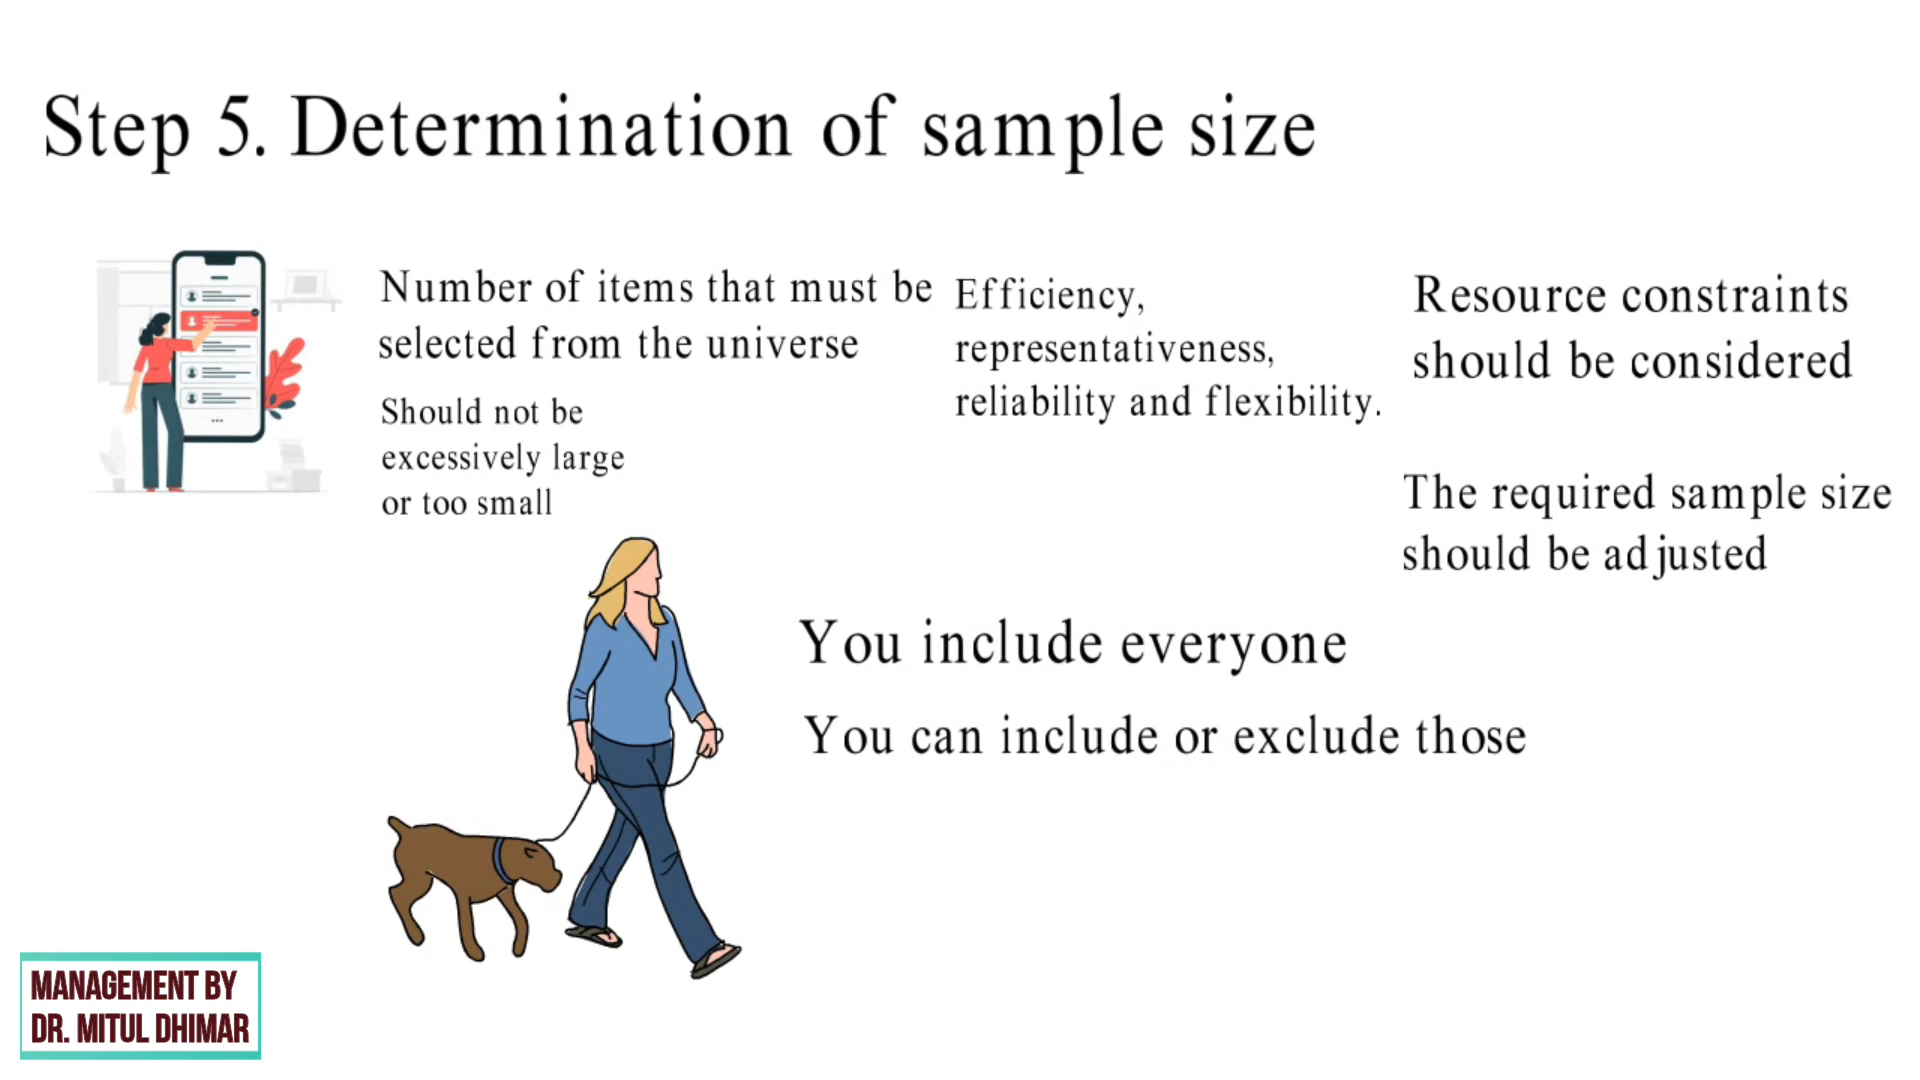 Step 5. Determination of sample size
Number of items that must be
selected from the universe
Should not be
excessively large
or too small
Efficiency,
representativeness,
reliability and flexibility.
Resource constraints
should be considered
The required sample size
should be adjusted
You include everyone
You can include or exclude those
MANAGEMENT BY
DR. MITUL DHIMAR